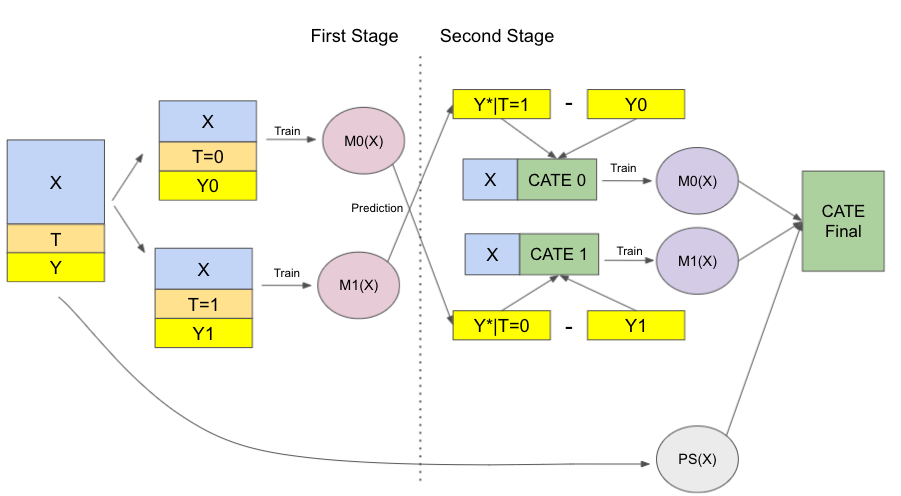 First Stage
Second Stage
X
T
Y
X
T=0
Y0
Train
M0(X)
X
T=1
Y1
Train
M1(X)
Prediction
Y*|T=1
-
Y0
X
CATE 0
Train
M0(X)
X
CATE 1
Train
M1(X)
Y*|T=0
-
Y1
CATE
Final
PS(X)